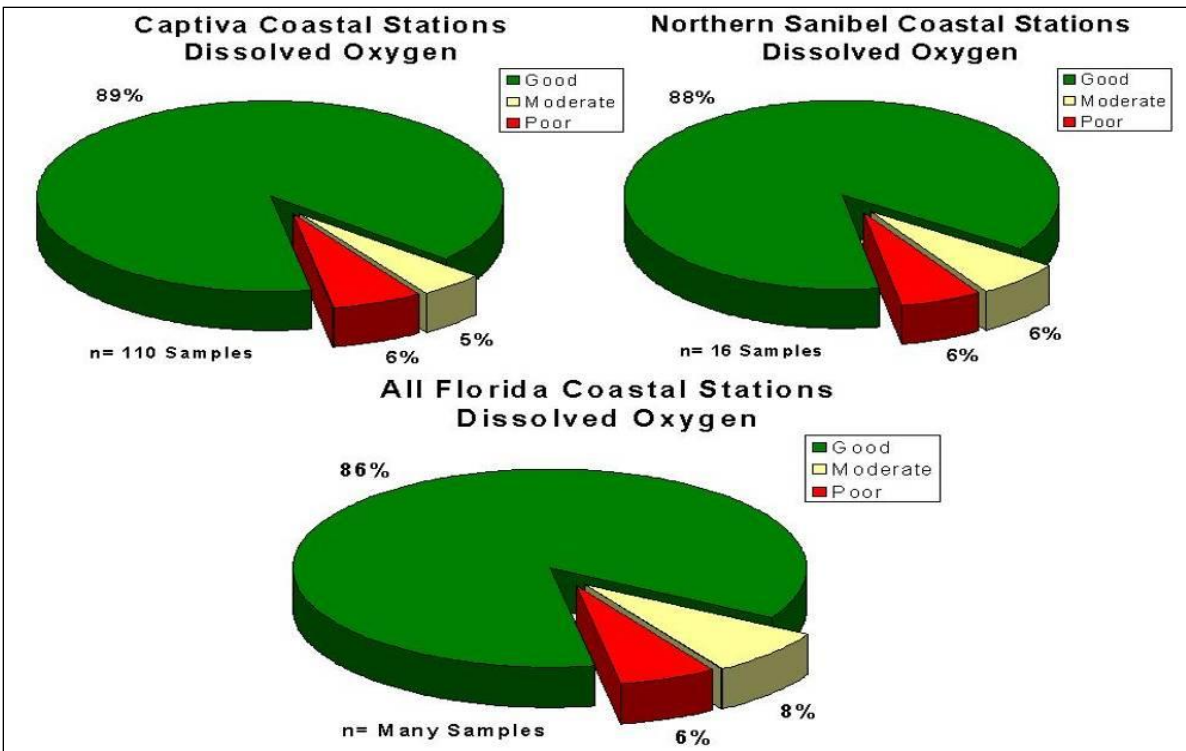 Captiva Coastal Stations
Dissolved Oxygen
Good
Moderate
Poor
89%
5%
6%
n= 110 Samples
Northern Sanibel Coastal Stations
Dissolved Oxygen
Good
Moderate
Poor
88%
6%
6%
n= 16 Samples
All Florida Coastal Stations
Dissolved Oxygen
Good
Moderate
Poor
86%
8%
6%
n= Many Samples